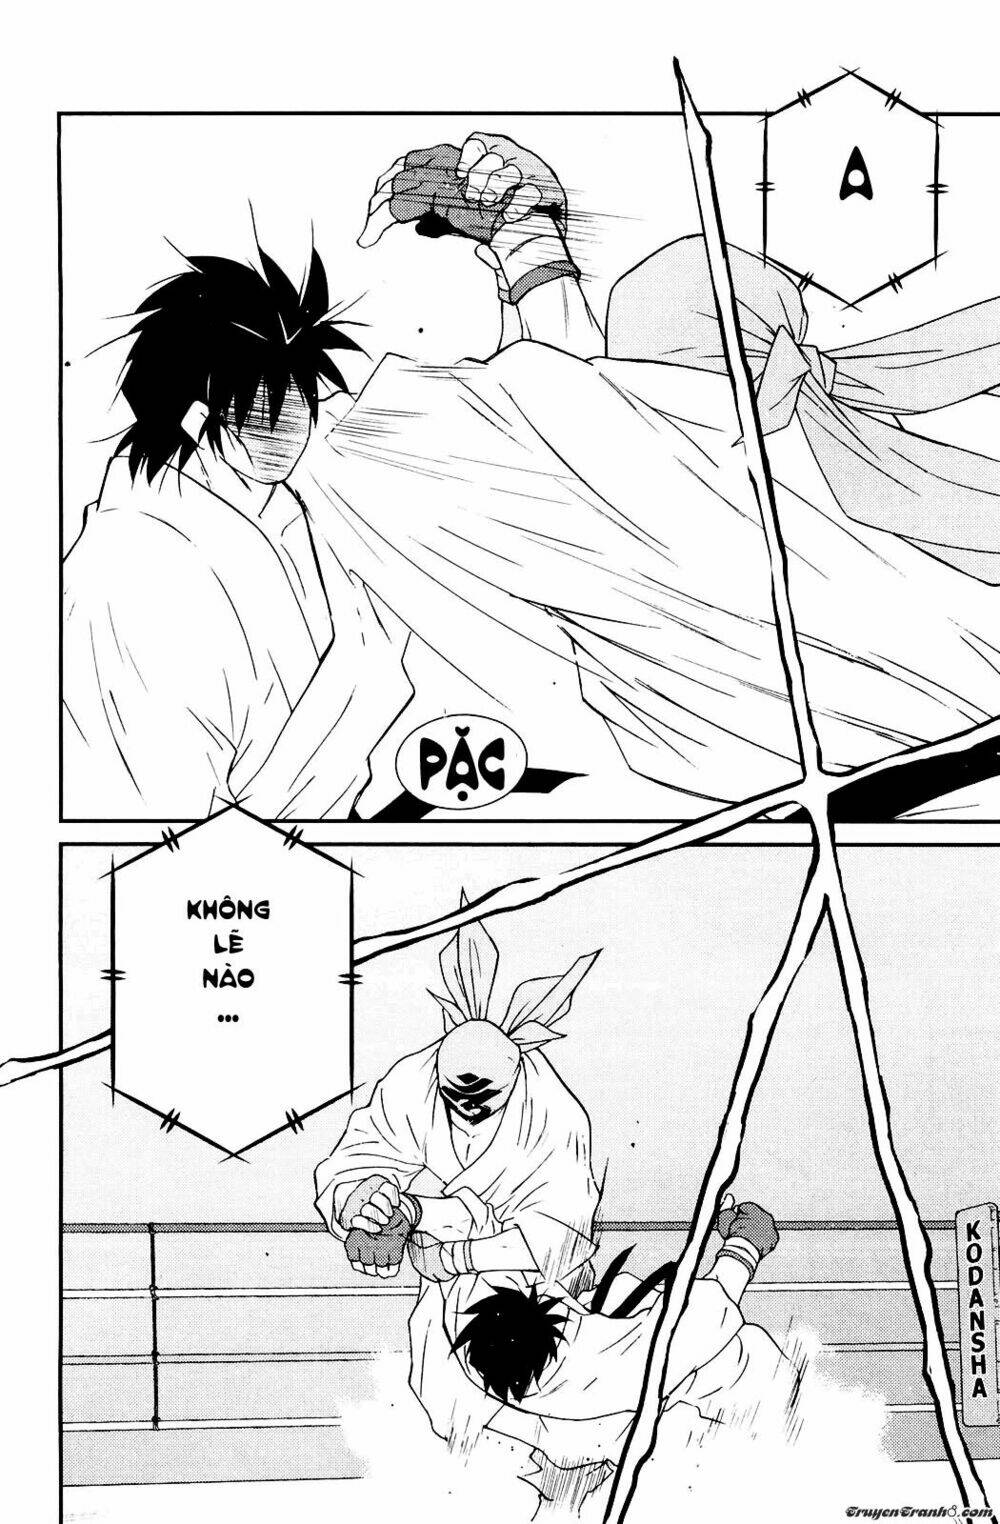 A
PẶC
KHÔNG
LẼ
NÀO
...
KODANSHA
TruyenTranh8.com